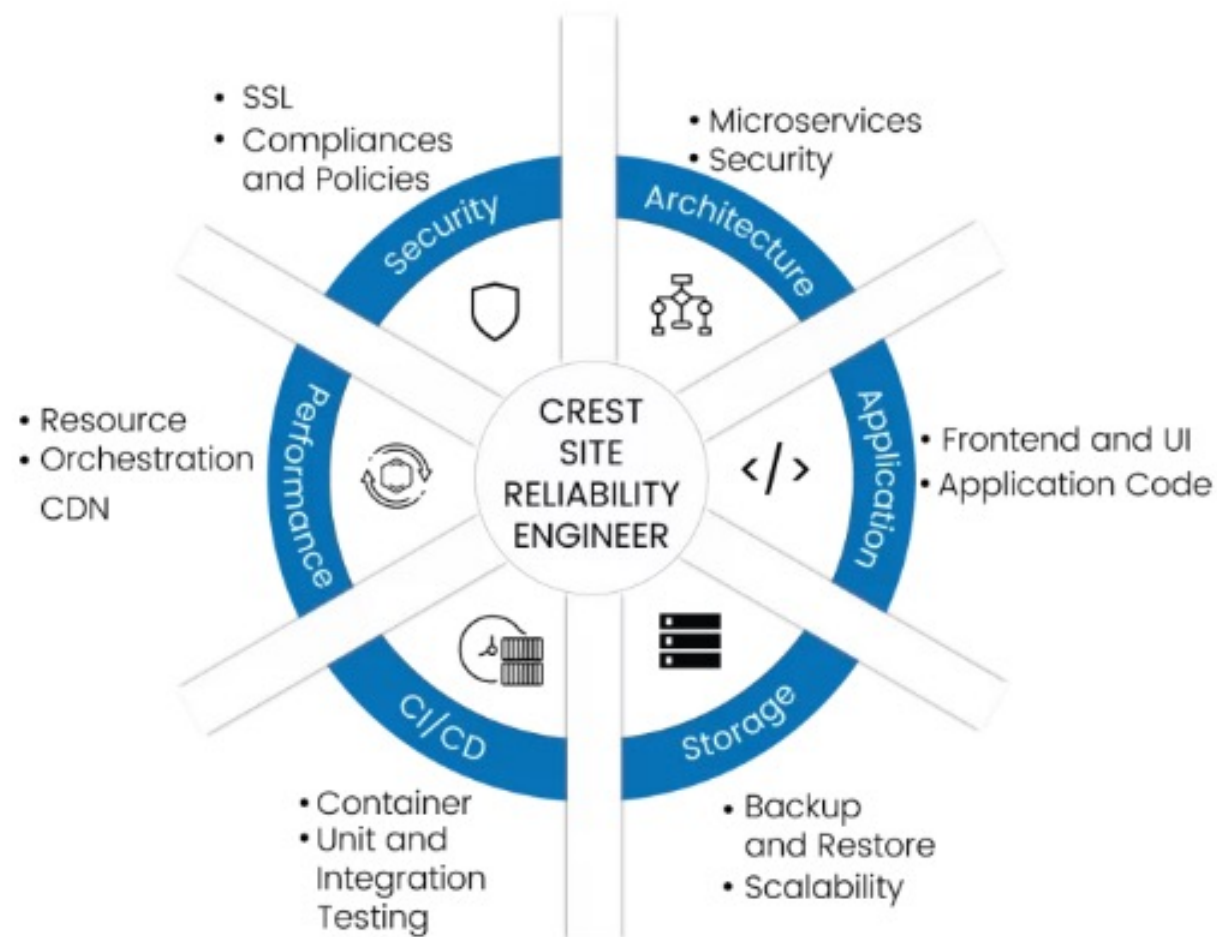 • SSL
• Compliances
and Policies
• Microservices
• Security
Security
Architecture
Performance
Application
• Resource
• Orchestration
CDN
CREST
SITE
RELIABILITY
ENGINEER
</>
• Frontend and UI
• Application Code
CI/CD
Storage
• Container
• Unit and
Integration
Testing
• Backup
and Restore
• Scalability